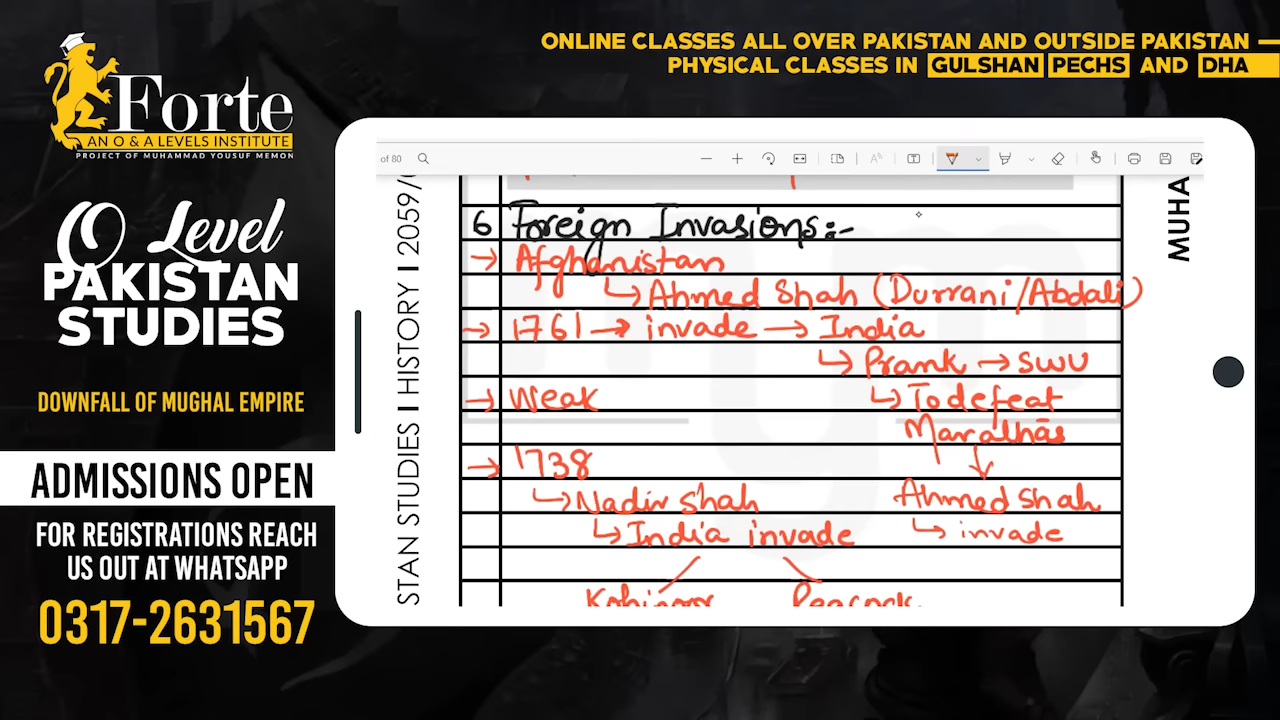 Forte
AN O & A LEVELS INSTITUTE
PROJECT OF MUHAMMAD YOUSUF MEMON
O Level
PAKISTAN
STUDIES
DOWNFALL OF MUGHAL EMPIRE
ADMISSIONS OPEN
FOR REGISTRATIONS REACH
US OUT AT WHATSAPP
0317-2631567
ONLINE CLASSES ALL OVER PAKISTAN AND OUTSIDE PAKISTAN
PHYSICAL CLASSES IN GULSHAN PECHS AND DHA
of 80
STAN STUDIES I HISTORY I 2059/
MUHA
6 Foreign Invasions:-
→ Afghanistan
↳ Ahmed Shah (Durrani/Abdali)
→ 1761 → invade → India
↳ Prank → SWU
→ Weak ↳ To defeat
Marathas
→ 1738 ↓
↳ Nadir Shah Ahmed Shah
↳ India invade ↳ invade
Kohinoor Peacock